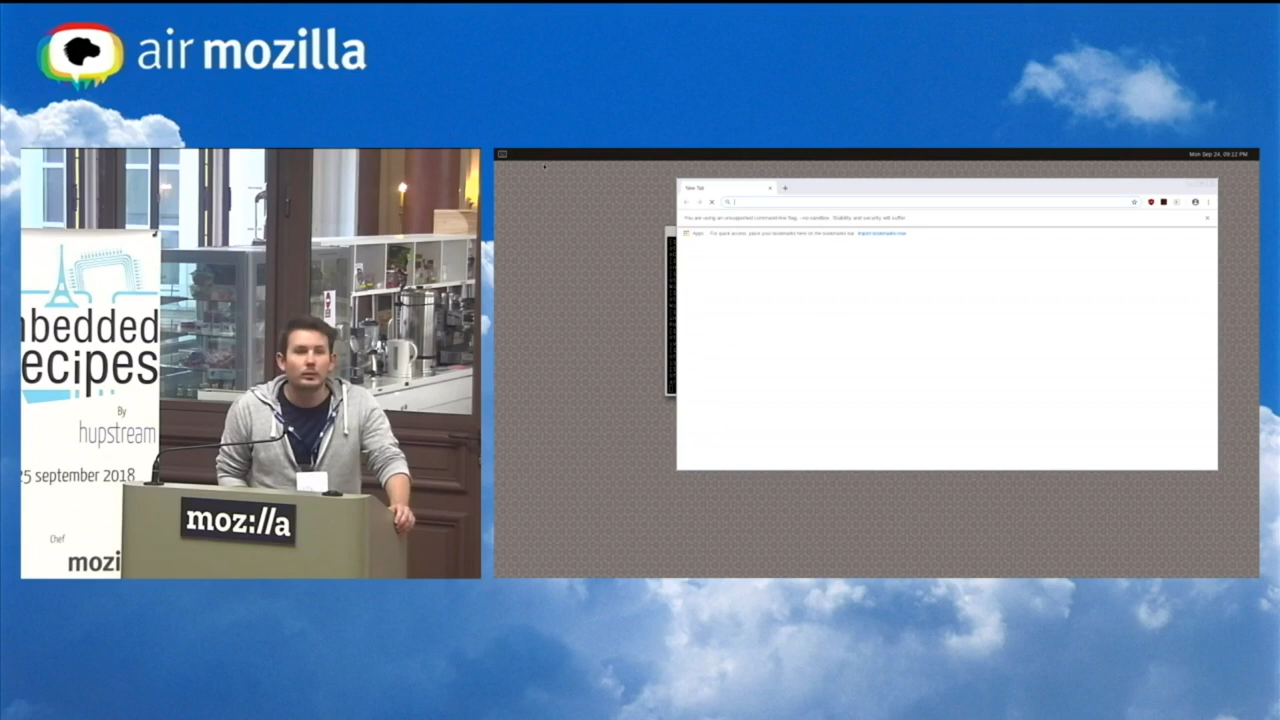 air mozilla
Mon Sep 24, 09:12 PM
New Tab
You are using an unsupported command-line flag: --no-sandbox. Stability and security will suffer.
Apps For quick access, place your bookmarks here on the bookmarks bar. Import bookmarks now...
mbedded
ecipes
By
hupstream
25 september 2018
Chef
mozi
moz://a